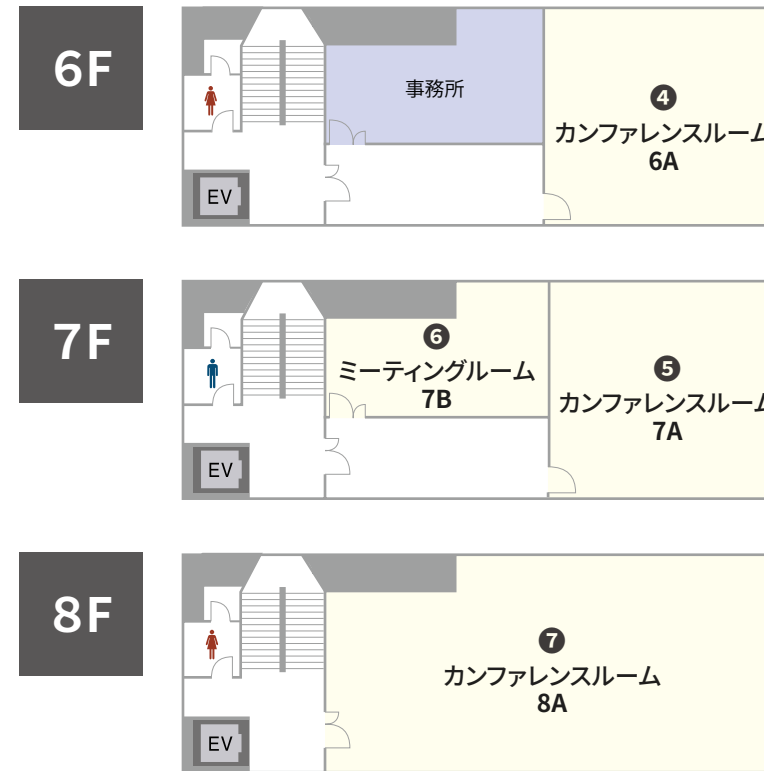 6F
事務所
❹
カンファレンスルーム
6A
EV
7F
❻
ミーティングルーム
7B
❺
カンファレンスルーム
7A
EV
8F
❼
カンファレンスルーム
8A
EV